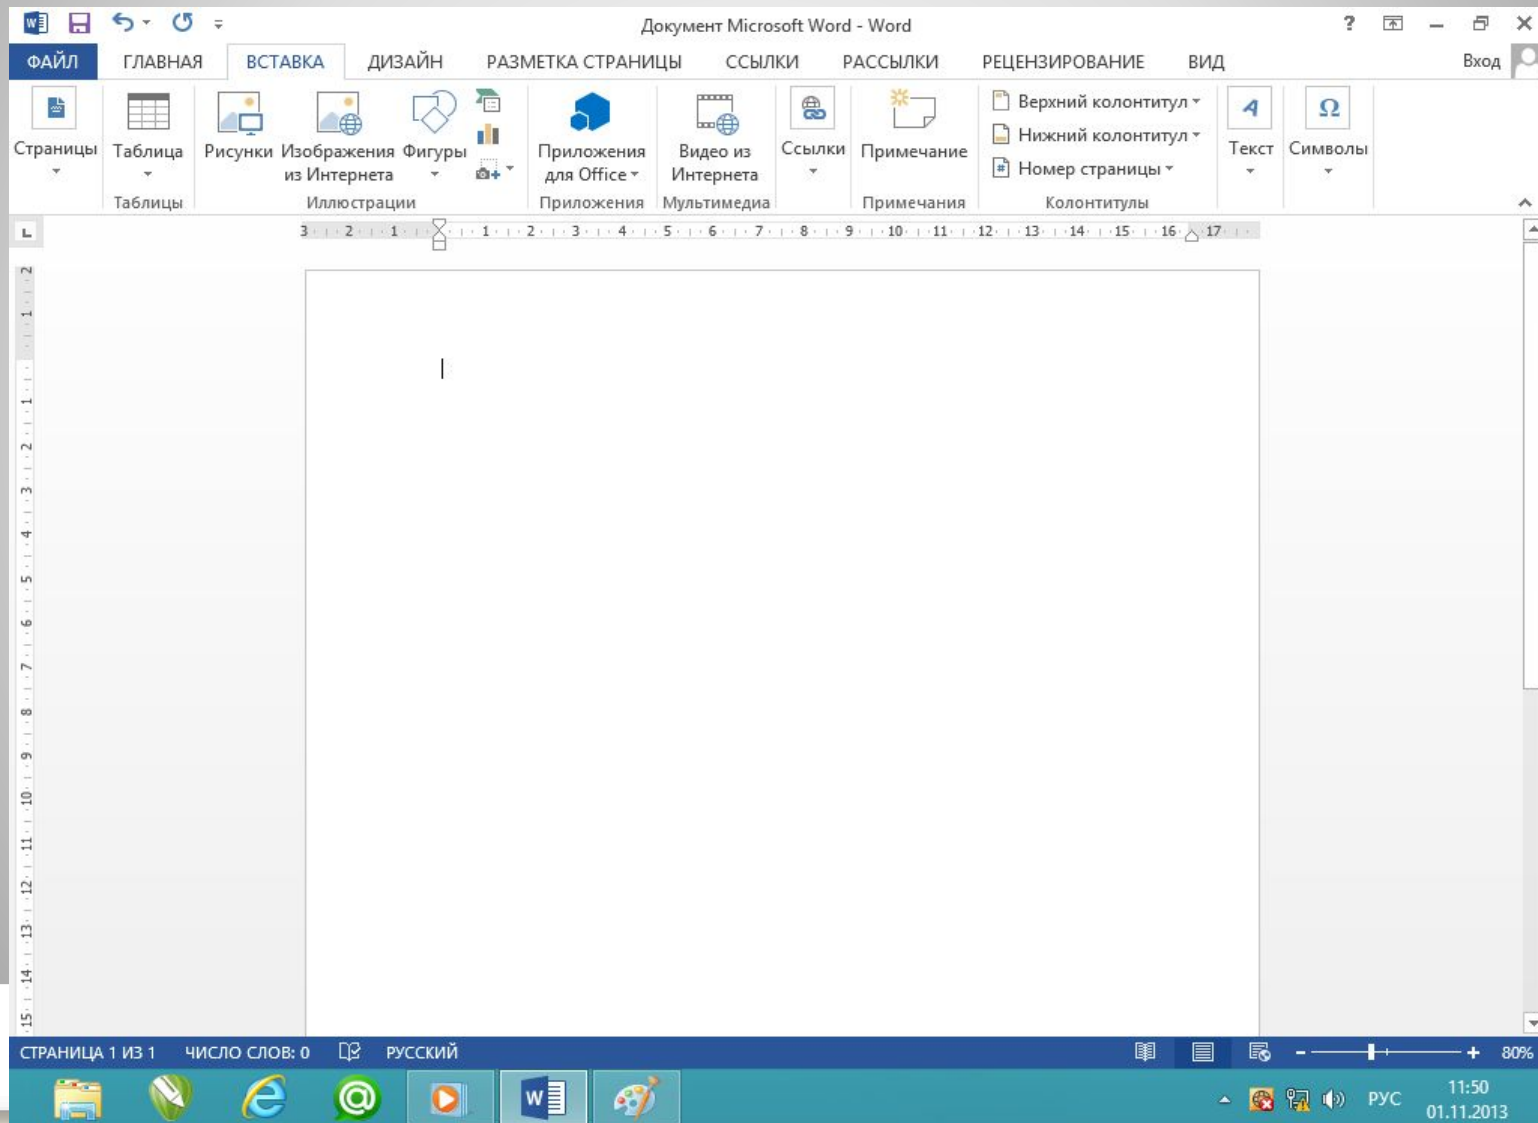 Документ Microsoft Word - Word
ФАЙЛ ГЛАВНАЯ ВСТАВКА ДИЗАЙН РАЗМЕТКА СТРАНИЦЫ ССЫЛКИ РАССЫЛКИ РЕЦЕНЗИРОВАНИЕ ВИД Вход
Страницы
Таблица
Рисунки
Изображения
из Интернета
Фигуры
Приложения
для Office
Видео из
Интернета
Ссылки
Примечание
Верхний колонтитул
Нижний колонтитул
Номер страницы
Текст
Символы
Таблицы Иллюстрации Приложения Мультимедиа Примечания Колонтитулы
3 2 1 1 2 3 4 5 6 7 8 9 10 11 12 13 14 15 16 17
2 1 1 2 3 4 5 6 7 8 9 10 11 12 13 14 15
СТРАНИЦА 1 ИЗ 1 ЧИСЛО СЛОВ: 0 РУССКИЙ 80%
РУС
11:50
01.11.2013